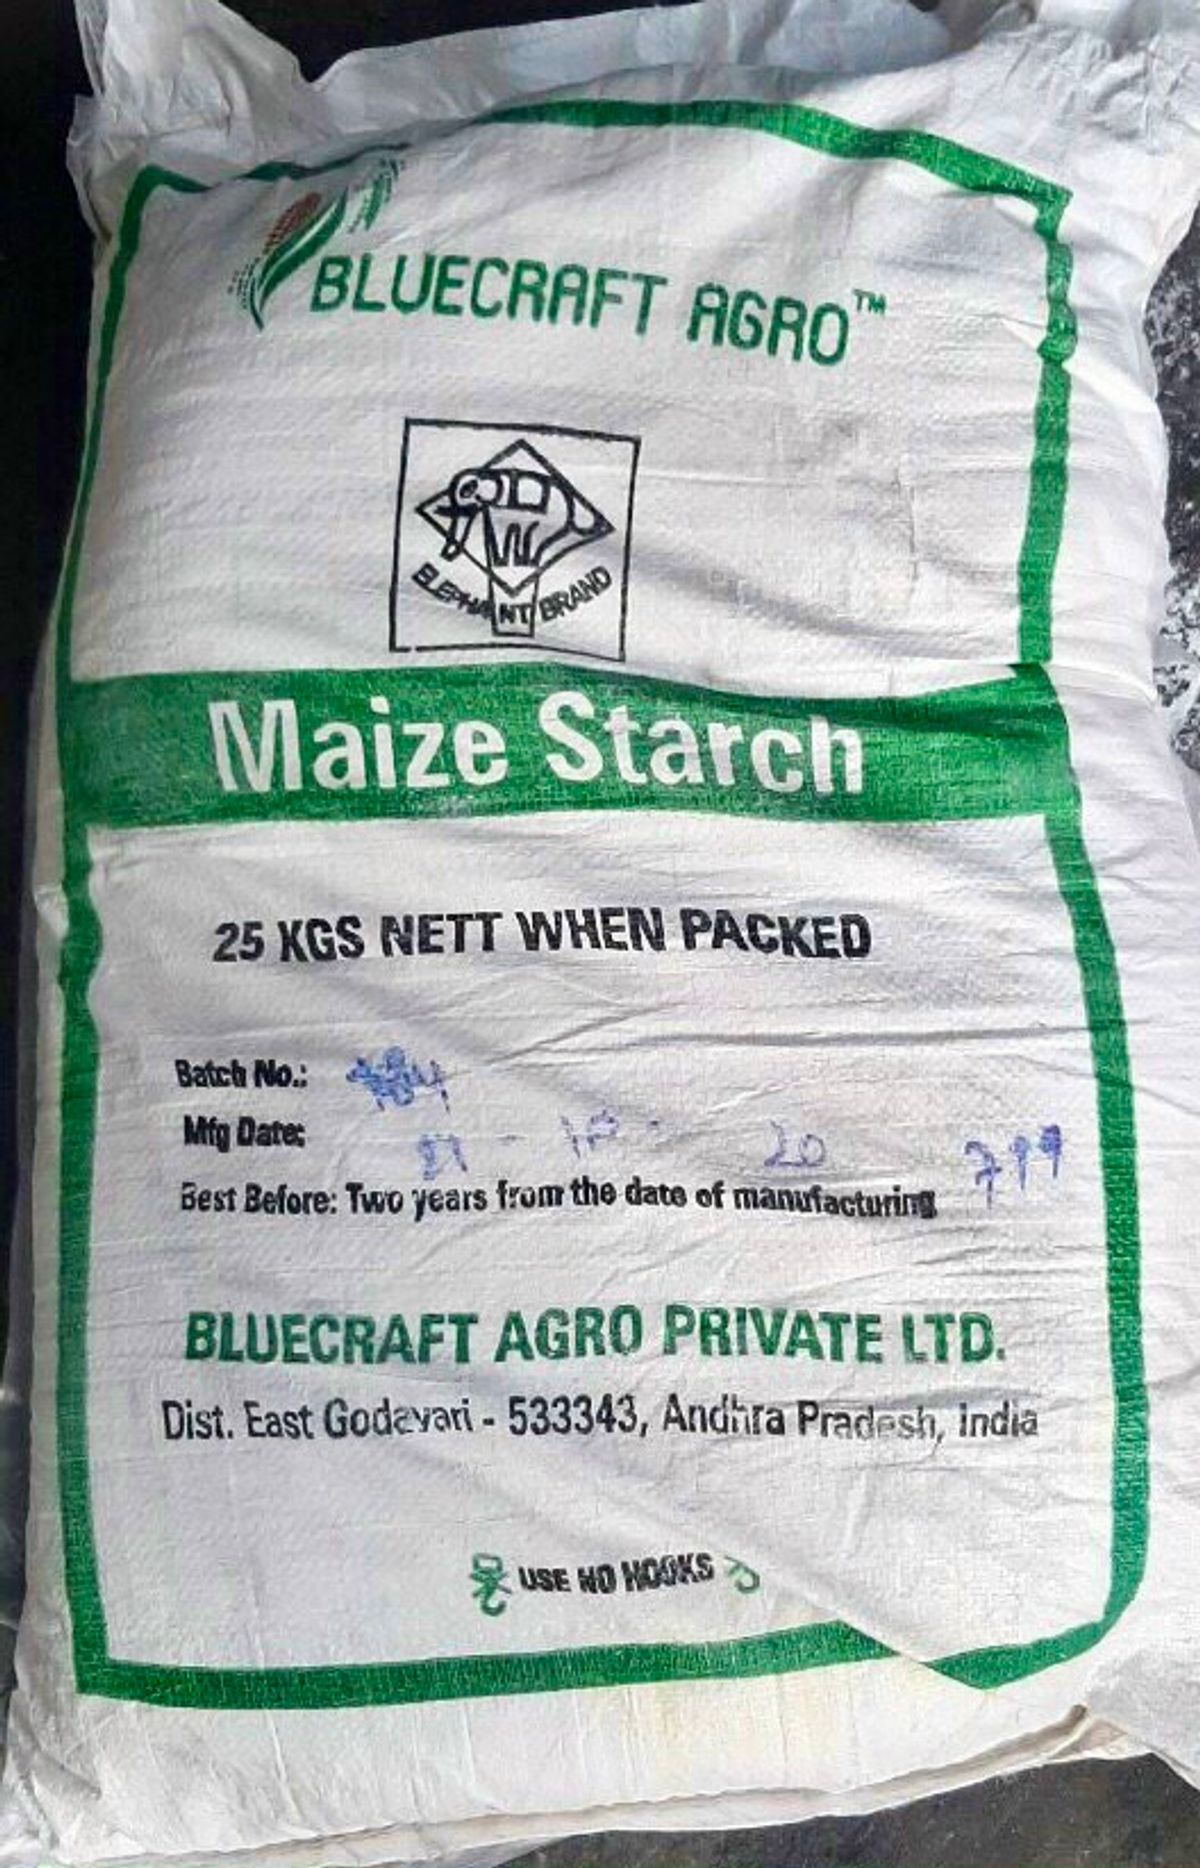 BLUECRAFT AGRO™
ELEPHANT BRAND
Maize Starch
25 KGS NETT WHEN PACKED
Batch No.:
Mfg Date: 20
799
Best Before: Two years from the date of manufacturing
BLUECRAFT AGRO PRIVATE LTD.
Dist. East Godavari - 533343, Andhra Pradesh, India
USE NO HOOKS